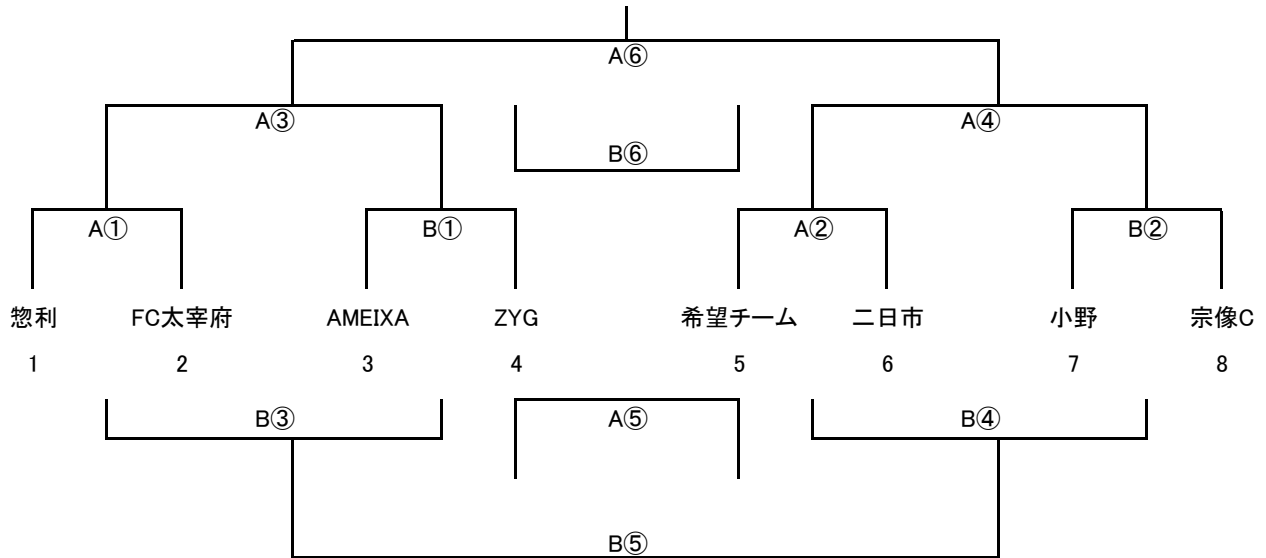 A⑥
A③ A④
B⑥
A① B① A② B②
惣利 FC太宰府 AMEIXA ZYG 希望チーム 二日市 小野 宗像C
1 2 3 4 5 6 7 8
B③ A⑤ B④
B⑤